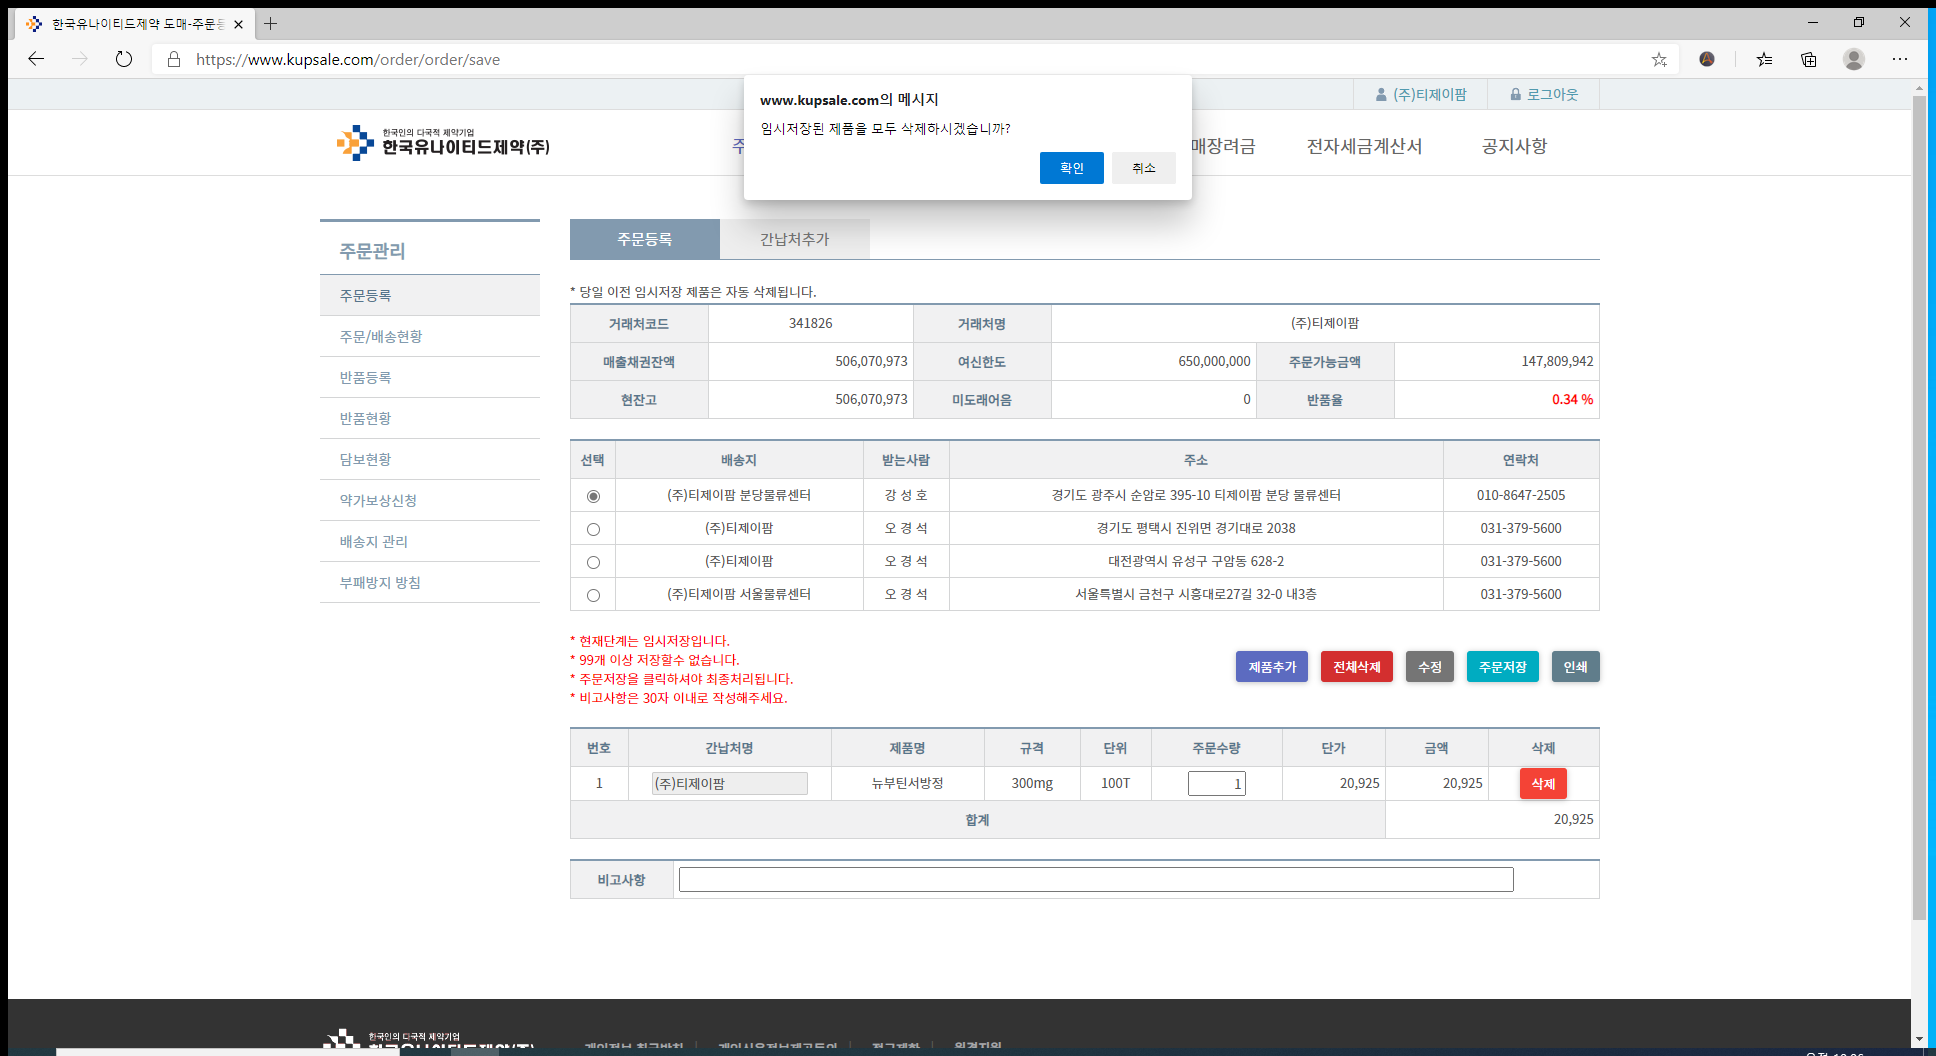 한국유나이티드제약 도매-주문등
https://www.kupsale.com/order/order/save
www.kupsale.com의 메시지
임시저장된 제품을 모두 삭제하시겠습니까?
확인 취소
(주)티제이팜 로그아웃
한국인의 다국적 제약기업
한국유나이티드제약(주)
주 매장려금 전자세금계산서 공지사항
주문관리
주문등록
주문/배송현황
반품등록
반품현황
담보현황
약가보상신청
배송지 관리
부패방지 방침
주문등록 간납처추가
* 당일 이전 임시저장 제품은 자동 삭제됩니다.
거래처코드 341826 거래처명 (주)티제이팜
매출채권잔액 506,070,973 여신한도 650,000,000 주문가능금액 147,809,942
현잔고 506,070,973 미도래어음 0 반품율 0.34 %
선택 배송지 받는사람 주소 연락처
(주)티제이팜 분당물류센터 강 성 호 경기도 광주시 순암로 395-10 티제이팜 분당 물류센터 010-8647-2505
(주)티제이팜 오 경 석 경기도 평택시 진위면 경기대로 2038 031-379-5600
(주)티제이팜 오 경 석 대전광역시 유성구 구암동 628-2 031-379-5600
(주)티제이팜 서울물류센터 오 경 석 서울특별시 금천구 시흥대로27길 32-0 내3층 031-379-5600
* 현재단계는 임시저장입니다.
* 99개 이상 저장할수 없습니다.
* 주문저장을 클릭하셔야 최종처리됩니다.
* 비고사항은 30자 이내로 작성해주세요.
제품추가 전체삭제 수정 주문저장 인쇄
번호 간납처명 제품명 규격 단위 주문수량 단가 금액 삭제
1 (주)티제이팜 뉴부틴서방정 300mg 100T 1 20,925 20,925 삭제
합계 20,925
비고사항
한국인의 다국적 제약기업
한국유나이티드제약(주)